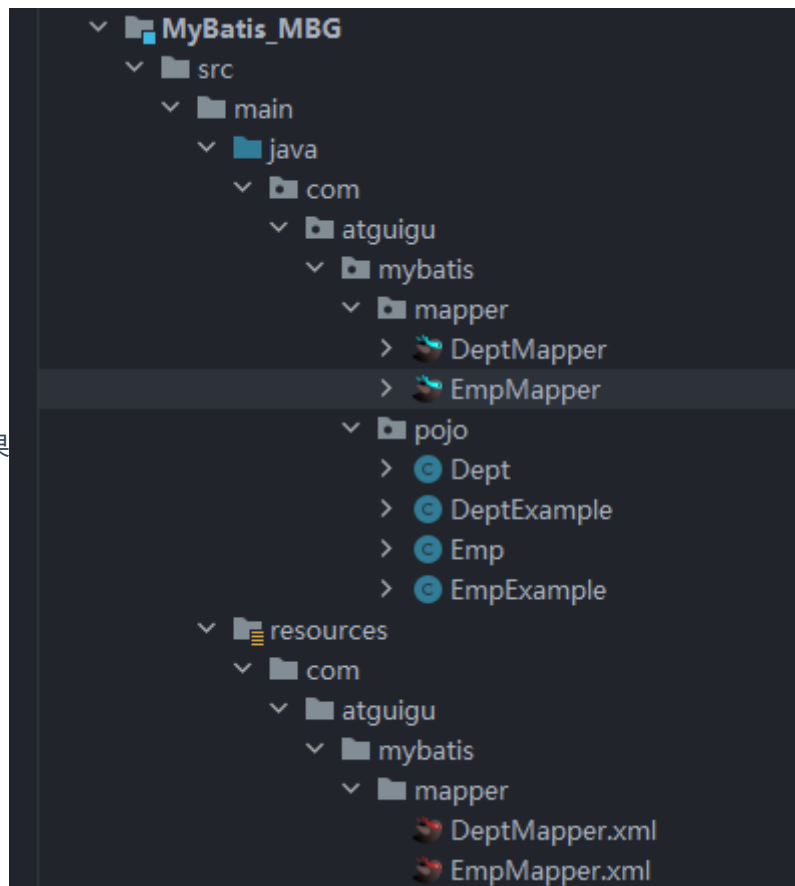 MyBatis_MBG
src
main
java
com
atguigu
mybatis
mapper
DeptMapper
EmpMapper
pojo
Dept
DeptExample
Emp
EmpExample
resources
com
atguigu
mybatis
mapper
DeptMapper.xml
EmpMapper.xml